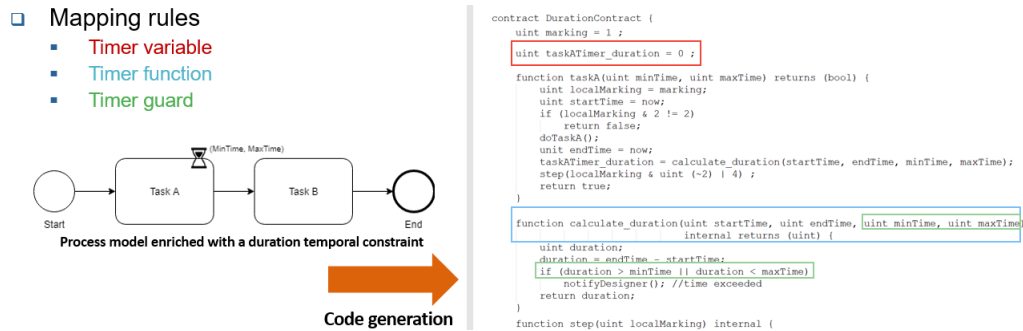 Mapping rules
Timer variable
Timer function
Timer guard
(MinTime, MaxTime)
Task A
Task B
Start
End
Process model enriched with a duration temporal constraint
Code generation
contract DurationContract {
uint marking = 1 ;
uint taskATimer_duration = 0 ;
function taskA(uint minTime, uint maxTime) returns (bool) {
uint localMarking = marking;
uint startTime = now;
if (localMarking & 2 != 2)
return false;
doTaskA();
unit endTime = now;
taskATimer_duration = calculate_duration(startTime, endTime, minTime, maxTime);
step(localMarking & uint (~2) | 4) ;
return true;
}
function calculate_duration(uint startTime, uint endTime, uint minTime, uint maxTime)
internal returns (uint) {
uint duration;
duration = endTime - startTime;
if (duration > minTime || duration < maxTime)
notifyDesigner(); //time exceeded
return duration;
}
function step(uint localMarking) internal {